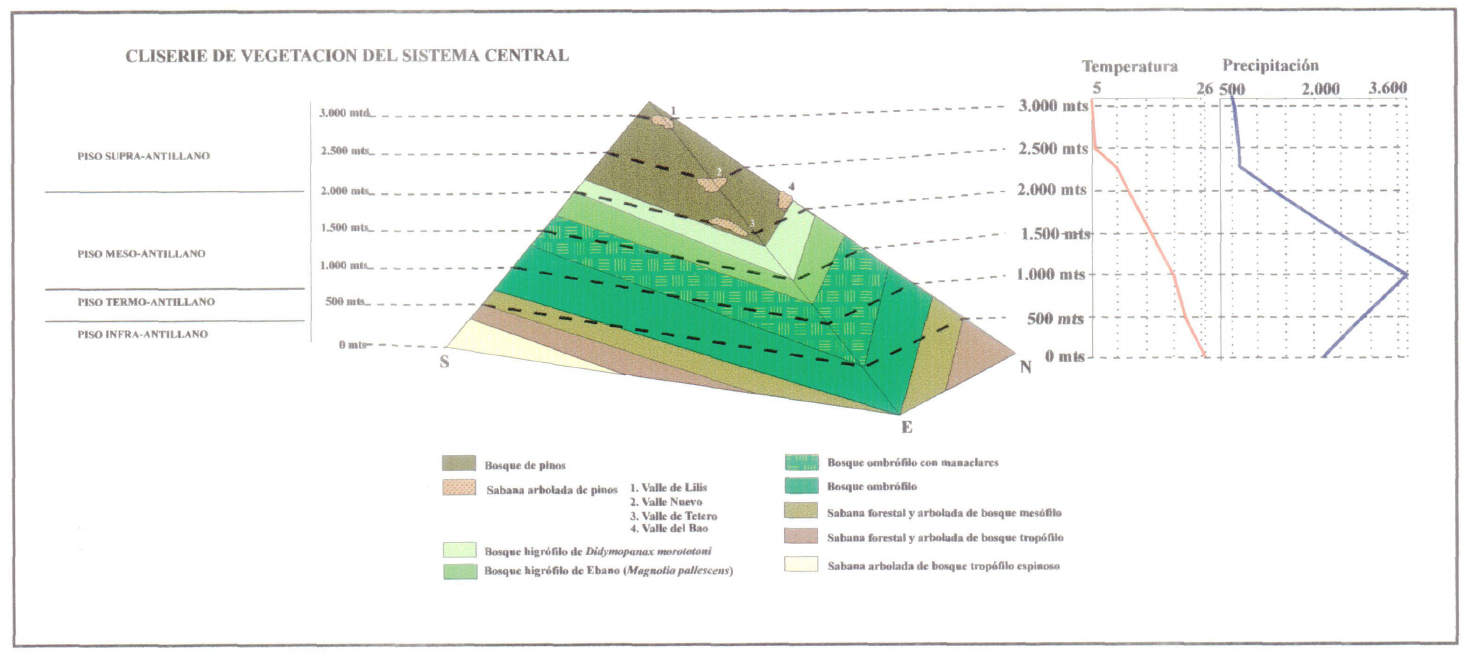 CLISERIE DE VEGETACION DEL SISTEMA CENTRAL
PISO SUPRA-ANTILLANO
PISO MESO-ANTILLANO
PISO TERMO-ANTILLANO
PISO INFRA-ANTILLANO
3.000 mtd
2.500 mts
2.000 mts
1.500 mts
1.000 mts
500 mts
0 mts
1
2
3
4
S
N
E
Temperatura
5 26
Precipitación
500 2.000 3.600
3.000 mts
2.500 mts
2.000 mts
1.500 mts
1.000 mts
500 mts
0 mts
Bosque de pinos
Sabana arbolada de pinos
1. Valle de Lilis
2. Valle Nuevo
3. Valle de Tetero
4. Valle del Bao
Bosque higrófilo de Didymopanax morototoni
Bosque higrófilo de Ebano (Magnolia pallescens)
Bosque ombrófilo con manaclares
Bosque ombrófilo
Sabana forestal y arbolada de bosque mesófilo
Sabana forestal y arbolada de bosque tropófilo
Sabana arbolada de bosque tropófilo espinoso